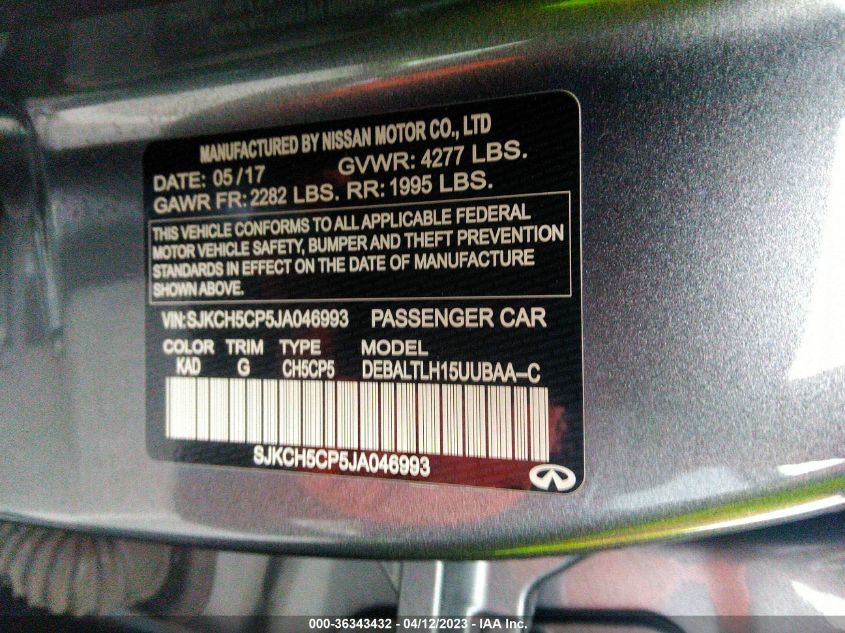 MANUFACTURED BY NISSAN MOTOR CO., LTD
DATE: 05/17 GVWR: 4277 LBS.
GAWR FR: 2282 LBS. RR: 1995 LBS.
THIS VEHICLE CONFORMS TO ALL APPLICABLE FEDERAL
MOTOR VEHICLE SAFETY, BUMPER AND THEFT PREVENTION
STANDARDS IN EFFECT ON THE DATE OF MANUFACTURE
SHOWN ABOVE.
VIN:SJKCH5CP5JA046993 PASSENGER CAR
COLOR TRIM TYPE MODEL
KAD G CH5CP5 DEBALTLH15UUBAA-C
SJKCH5CP5JA046993
000-36343432 - 04/12/2023 - IAA Inc.